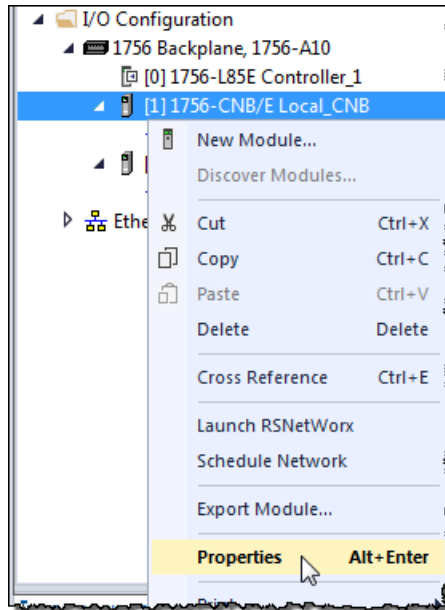 I/O Configuration
1756 Backplane, 1756-A10
[0] 1756-L85E Controller_1
[1] 1756-CNB/E Local_CNB
New Module...
Discover Modules...
Ethe
Cut Ctrl+X
Copy Ctrl+C
Paste Ctrl+V
Delete Delete
Cross Reference Ctrl+E
Launch RSNetWorx
Schedule Network
Export Module...
Properties Alt+Enter